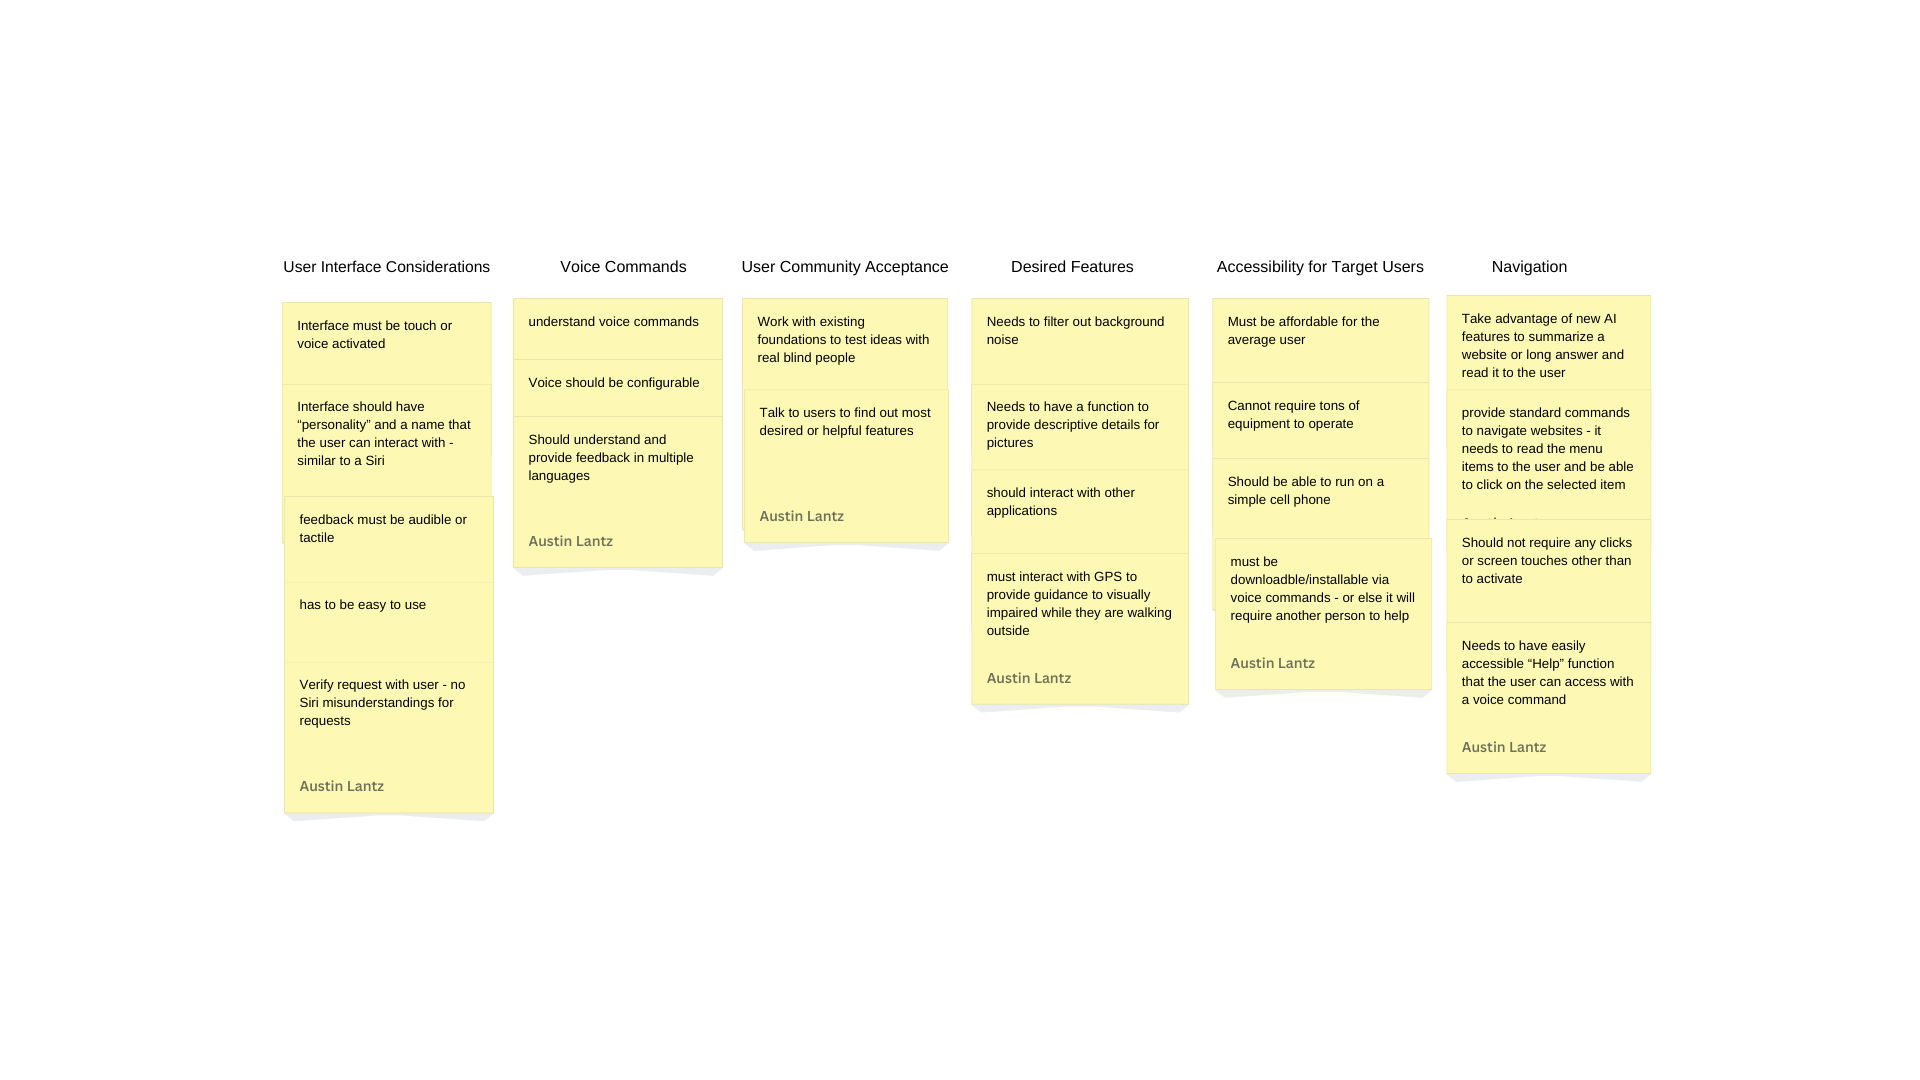 User Interface Considerations
Interface must be touch or
voice activated
Interface should have
“personality” and a name that
the user can interact with -
similar to a Siri
feedback must be audible or
tactile
has to be easy to use
Verify request with user - no
Siri misunderstandings for
requests
Austin Lantz
Voice Commands
understand voice commands
Voice should be configurable
Should understand and
provide feedback in multiple
languages
Austin Lantz
User Community Acceptance
Work with existing
foundations to test ideas with
real blind people
Talk to users to find out most
desired or helpful features
Austin Lantz
Desired Features
Needs to filter out background
noise
Needs to have a function to
provide descriptive details for
pictures
should interact with other
applications
must interact with GPS to
provide guidance to visually
impaired while they are walking
outside
Austin Lantz
Accessibility for Target Users
Must be affordable for the
average user
Cannot require tons of
equipment to operate
Should be able to run on a
simple cell phone
must be
downloadble/installable via
voice commands - or else it will
require another person to help
Austin Lantz
Navigation
Take advantage of new AI
features to summarize a
website or long answer and
read it to the user
provide standard commands
to navigate websites - it
needs to read the menu
items to the user and be able
to click on the selected item
Should not require any clicks
or screen touches other than
to activate
Needs to have easily
accessible “Help” function
that the user can access with
a voice command
Austin Lantz